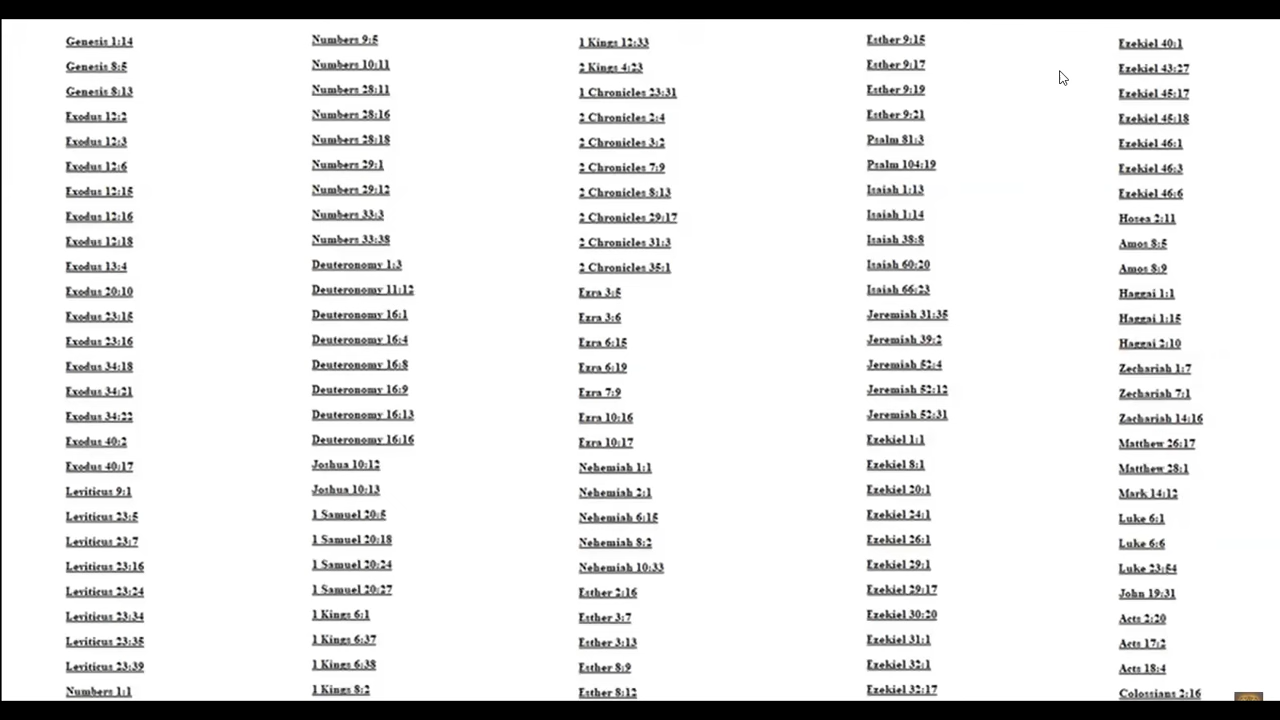 Genesis 1:14
Genesis 8:5
Genesis 8:13
Exodus 12:2
Exodus 12:3
Exodus 12:6
Exodus 12:15
Exodus 12:16
Exodus 12:18
Exodus 13:4
Exodus 20:10
Exodus 23:15
Exodus 23:16
Exodus 34:18
Exodus 34:21
Exodus 34:22
Exodus 40:2
Exodus 40:17
Leviticus 9:1
Leviticus 23:5
Leviticus 23:7
Leviticus 23:16
Leviticus 23:24
Leviticus 23:34
Leviticus 23:35
Leviticus 23:39
Numbers 1:1
Numbers 9:5
Numbers 10:11
Numbers 28:11
Numbers 28:16
Numbers 28:18
Numbers 29:1
Numbers 29:12
Numbers 33:3
Numbers 33:38
Deuteronomy 1:3
Deuteronomy 11:12
Deuteronomy 16:1
Deuteronomy 16:4
Deuteronomy 16:8
Deuteronomy 16:9
Deuteronomy 16:13
Deuteronomy 16:16
Joshua 10:12
Joshua 10:13
1 Samuel 20:5
1 Samuel 20:18
1 Samuel 20:24
1 Samuel 20:27
1 Kings 6:1
1 Kings 6:37
1 Kings 6:38
1 Kings 8:2
1 Kings 12:33
2 Kings 4:23
1 Chronicles 23:31
2 Chronicles 2:4
2 Chronicles 3:2
2 Chronicles 7:9
2 Chronicles 8:13
2 Chronicles 29:17
2 Chronicles 31:3
2 Chronicles 35:1
Ezra 3:5
Ezra 3:6
Ezra 6:15
Ezra 6:19
Ezra 7:9
Ezra 10:16
Ezra 10:17
Nehemiah 1:1
Nehemiah 2:1
Nehemiah 6:15
Nehemiah 8:2
Nehemiah 10:33
Esther 2:16
Esther 3:7
Esther 3:13
Esther 8:9
Esther 8:12
Esther 9:15
Esther 9:17
Esther 9:19
Esther 9:21
Psalm 81:3
Psalm 104:19
Isaiah 1:13
Isaiah 1:14
Isaiah 38:8
Isaiah 60:20
Isaiah 66:23
Jeremiah 31:35
Jeremiah 39:2
Jeremiah 52:4
Jeremiah 52:12
Jeremiah 52:31
Ezekiel 1:1
Ezekiel 8:1
Ezekiel 20:1
Ezekiel 24:1
Ezekiel 26:1
Ezekiel 29:1
Ezekiel 29:17
Ezekiel 30:20
Ezekiel 31:1
Ezekiel 32:1
Ezekiel 32:17
Ezekiel 40:1
Ezekiel 43:27
Ezekiel 45:17
Ezekiel 45:18
Ezekiel 46:1
Ezekiel 46:3
Ezekiel 46:6
Hosea 2:11
Amos 8:5
Amos 8:9
Haggai 1:1
Haggai 1:15
Haggai 2:10
Zechariah 1:7
Zechariah 7:1
Zachariah 14:16
Matthew 26:17
Matthew 28:1
Mark 14:12
Luke 6:1
Luke 6:6
Luke 23:54
John 19:31
Acts 2:20
Acts 17:2
Acts 18:4
Colossians 2:16